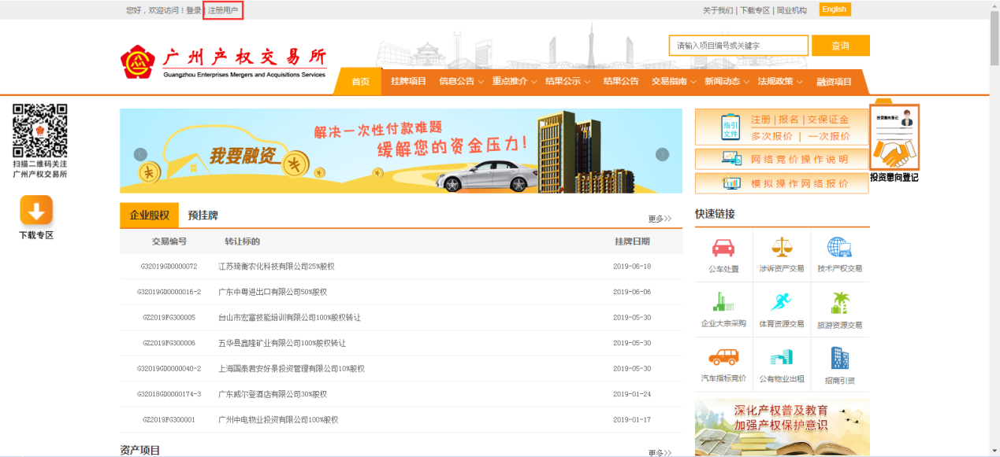 您好，欢迎访问！登录 | 注册用户
关于我们 | 下载专区 | 同业机构
English
广州产权交易所
Guangzhou Enterprises Mergers and Acquisitions Services
请输入项目编号或关键字
查询
首页 挂牌项目 信息公告 重点推介 结果公示 结果公告 交易指南 新闻动态 法规政策 融资项目
扫描二维码关注
广州产权交易所
下载专区
我要融资
解决一次性付款难题
缓解您的资金压力！
指引
文件
注册 | 报名 | 交保证金
多次报价 | 一次报价
网络竞价操作说明
模拟操作网络报价
投资意向登记
投资意向登记
企业股权 预挂牌
更多>>
交易编号 转让标的 挂牌日期
G32019GD0000072 江苏琦衡农化科技有限公司25%股权 2019-06-18
G32019GD0000016-2 广东中粤进出口有限公司50%股权 2019-06-06
GZ2019FG300005 台山市宏富技能培训有限公司100%股权转让 2019-05-30
GZ2019FG300006 五华县鑫隆矿业有限公司100%股权转让 2019-05-30
G32019GD0000040-2 上海国泰君安好景投资管理有限公司10%股权 2019-05-30
G32018GD0000174-3 广东威尔登酒店有限公司30%股权 2019-01-24
GZ2019FG300001 广州中电物业投资有限公司100%股权 2019-01-17
资产项目
更多>>
快速链接
公车处置 涉诉资产交易 技术产权交易
企业大宗采购 体育资源交易 旅游资源交易
汽车指标竞价 公有物业出租 招商引资
深化产权普及教育
加强产权保护意识